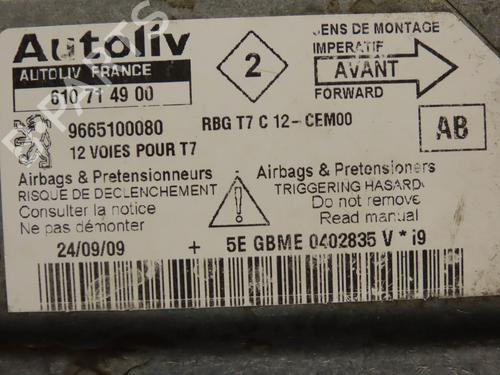 Autoliv
AUTOLIV FRANCE
610 71 49 00
2
SENS DE MONTAGE
IMPERATIF
AVANT
FORWARD
9665100080
RBG T7 C 12-CEM00
AB
12 VOIES POUR T7
Airbags & Pretensionneurs
RISQUE DE DECLENCHEMENT
Consulter la notice
Ne pas démonter
Airbags & Pretensioners
TRIGGERING HASARD
Do not remove
Read manual
24/09/09 + 5E GBME 0402835 V * i9